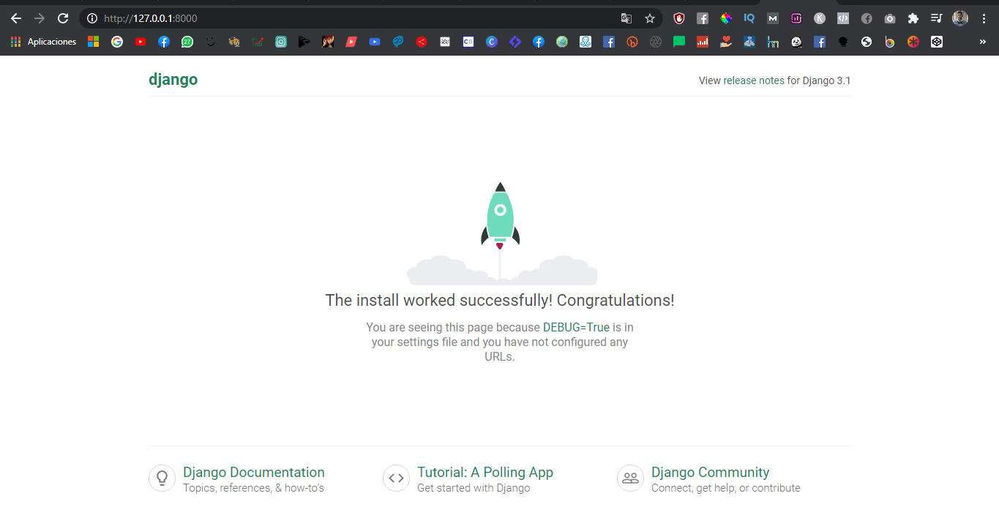 http://127.0.0.1:8000
Aplicaciones
django
View release notes for Django 3.1
The install worked successfully! Congratulations!
You are seeing this page because DEBUG=True is in
your settings file and you have not configured any
URLs.
Django Documentation
Topics, references, & how-to's
Tutorial: A Polling App
Get started with Django
Django Community
Connect, get help, or contribute